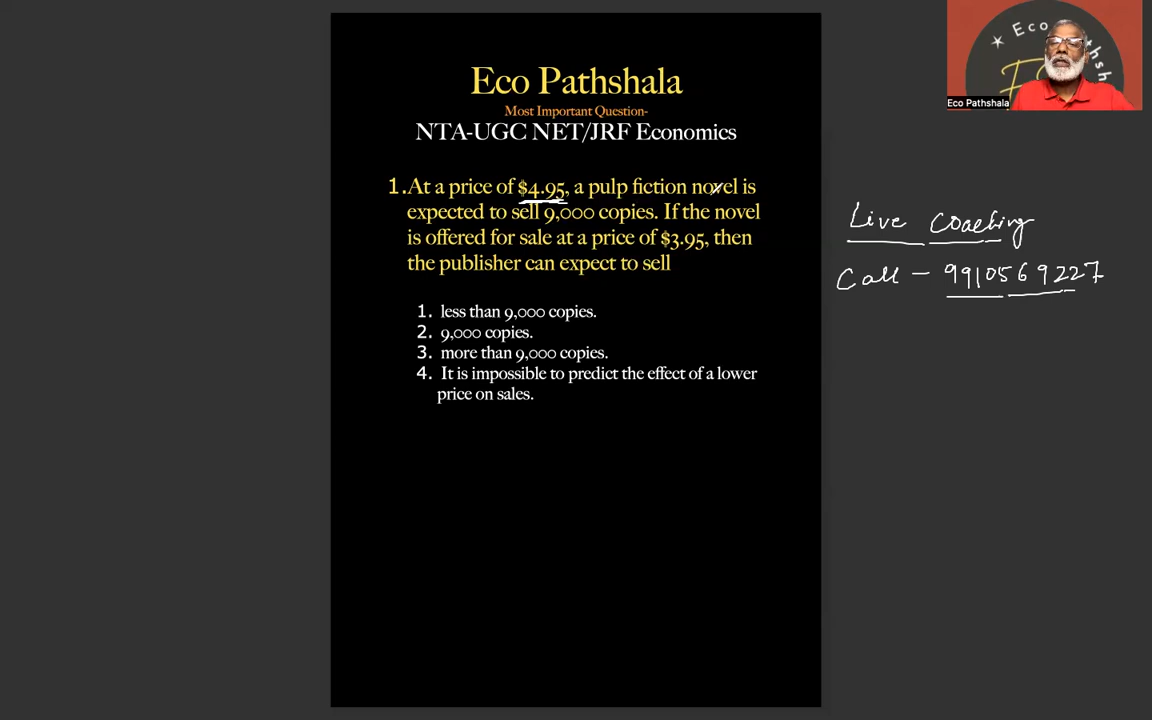 Eco Pathshala
Most Important Question-
NTA-UGC NET/JRF Economics
1.At a price of $4.95, a pulp fiction novel is
expected to sell 9,000 copies. If the novel
is offered for sale at a price of $3.95, then
the publisher can expect to sell
1. less than 9,000 copies.
2. 9,000 copies.
3. more than 9,000 copies.
4. It is impossible to predict the effect of a lower
price on sales.
Eco
Eco Pathshala
Live Coaching
Call - 9910569227